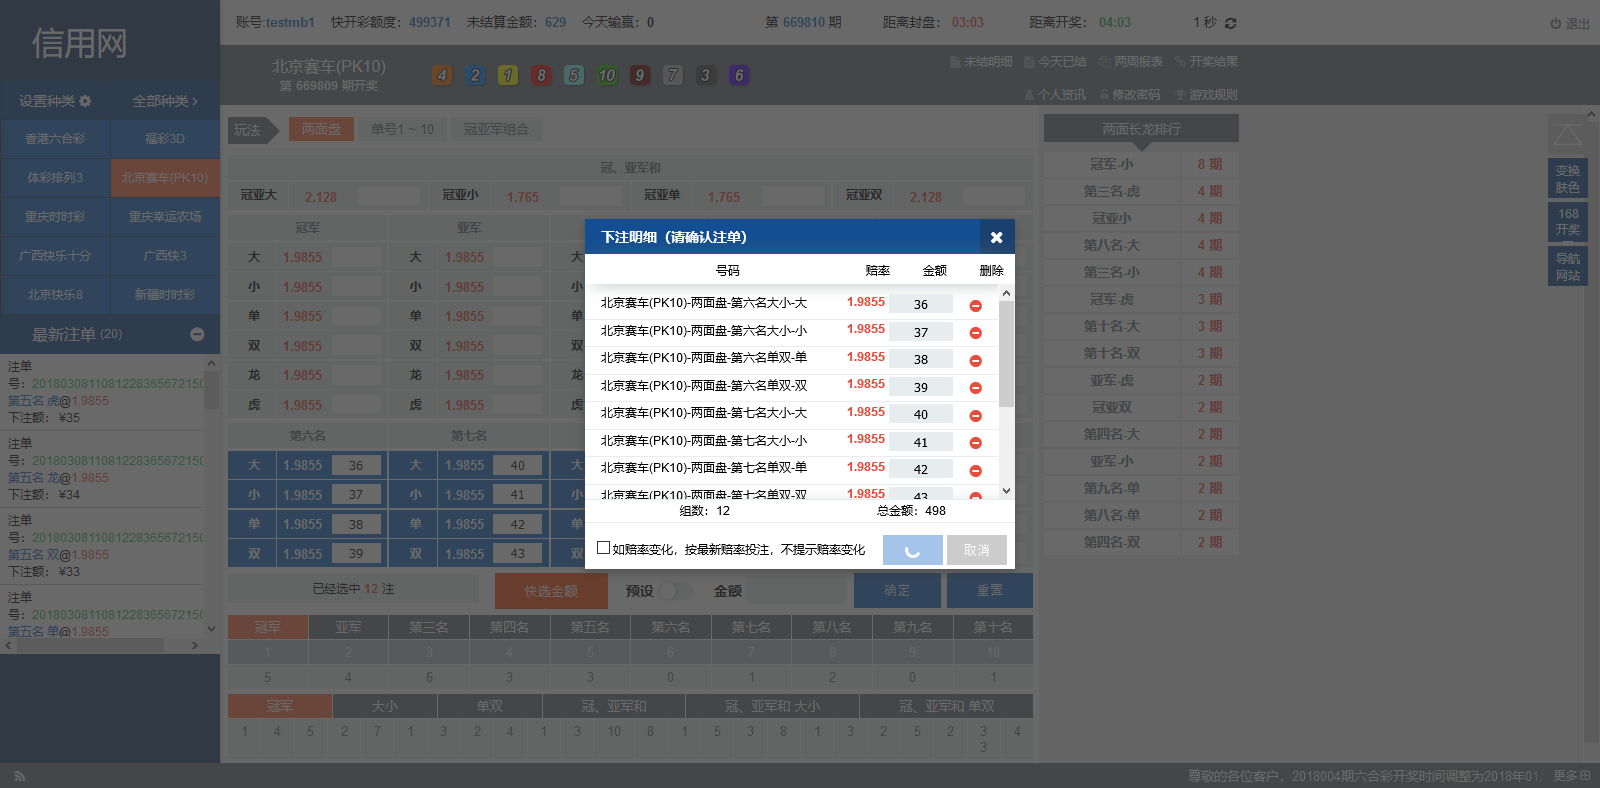 账号:testmb1 快开彩额度：499371 未结算金额：629 今天输赢：0 第 669810 期 距离封盘：03:03 距离开奖：04:03 1 秒 退出
信用网
北京赛车(PK10)
第 669809 期开奖
4 2 1 8 5 10 9 7 3 6
未结明细 今天已结 两周报表 开奖结果
个人资讯 修改密码 游戏规则
设置种类 全部种类
香港六合彩 福彩3D
体彩排列3 北京赛车(PK10)
重庆时时彩 重庆幸运农场
广西快乐十分 广西快3
北京快乐8 新疆时时彩
最新注单 (20)
注单
号：20180308110812283656721500
第五名 虎@1.9855
下注额： ¥35
注单
号：2018030811081228365672150
第五名 龙@1.9855
下注额： ¥34
注单
号：2018030811081228365672150
第五名 双@1.9855
下注额： ¥33
注单
号：2018030811081228365672150
第五名 单@1.9855
玩法 两面盘 单号1 ~ 10 冠亚军组合
冠、亚军和
冠亚大 2.128 冠亚小 1.765 冠亚单 1.765 冠亚双 2.128
冠军 亚军
大 1.9855 大 1.9855 大
小 1.9855 小 1.9855 小
单 1.9855 单 1.9855 单
双 1.9855 双 1.9855 双
龙 1.9855 龙 1.9855 龙
虎 1.9855 虎 1.9855 虎
第六名 第七名
大 1.9855 36 大 1.9855 40 大
小 1.9855 37 小 1.9855 41 小
单 1.9855 38 单 1.9855 42 单
双 1.9855 39 双 1.9855 43 双
下注明细（请确认注单）
号码 赔率 金额 删除
北京赛车(PK10)-两面盘-第六名大小-大 1.9855 36
北京赛车(PK10)-两面盘-第六名大小-小 1.9855 37
北京赛车(PK10)-两面盘-第六名单双-单 1.9855 38
北京赛车(PK10)-两面盘-第六名单双-双 1.9855 39
北京赛车(PK10)-两面盘-第七名大小-大 1.9855 40
北京赛车(PK10)-两面盘-第七名大小-小 1.9855 41
北京赛车(PK10)-两面盘-第七名单双-单 1.9855 42
北京赛车(PK10)-两面盘-第七名单双-双 1.9855 43
组数：12 总金额：498
如赔率变化，按最新赔率投注，不提示赔率变化 取消
已经选中 12 注 快选金额 预设 金额 确定 重置
冠军 亚军 第三名 第四名 第五名 第六名 第七名 第八名 第九名 第十名
1 2 3 4 5 6 7 8 9 10
5 4 6 3 3 0 1 2 0 1
冠军 大小 单双 冠、亚军和 冠、亚军和 大小 冠、亚军和 单双
1 4 5 2 7 1 3 2 4 1 3 10 8 1 5 3 8 1 3 2 5 2 3 4
3
两面长龙排行
冠军-小 8 期
第三名-虎 4 期
冠亚小 4 期
第八名-大 4 期
第三名-小 4 期
冠军-虎 3 期
第十名-大 3 期
第十名-双 3 期
亚军-虎 2 期
冠亚双 2 期
第四名-大 2 期
亚军-小 2 期
第九名-单 2 期
第八名-单 2 期
第四名-双 2 期
变换
肤色
168
开奖
导航
网站
尊敬的各位客户，2018004期六合彩开奖时间调整为2018年01 更多